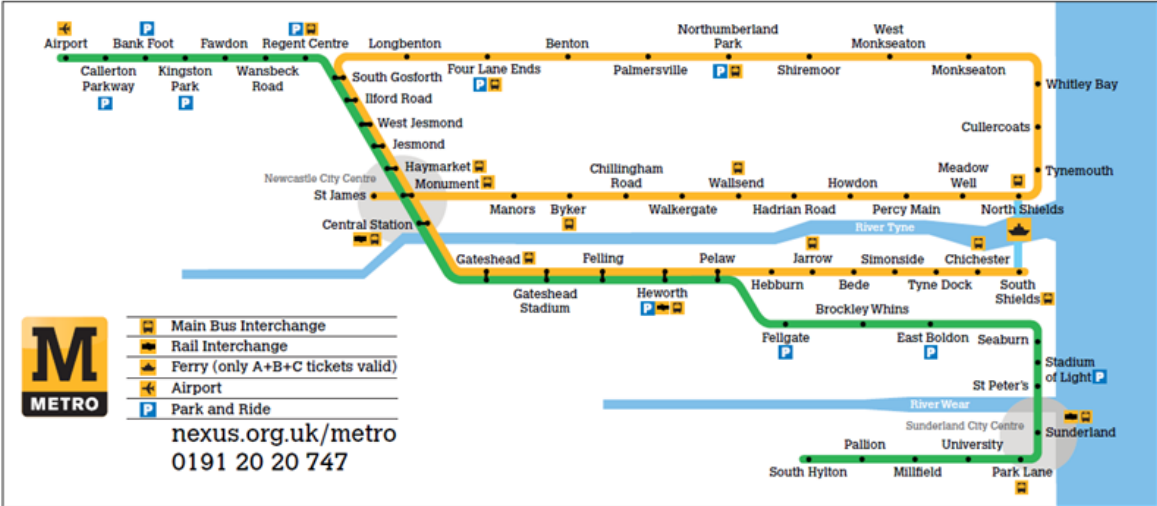 Airport
Bank Foot
Fawdon
Regent Centre
Callerton
Parkway
Kingston
Park
Wansbeck
Road
Longbenton
Four Lane Ends
Benton
Palmersville
Northumberland
Park
Shiremoor
West
Monkseaton
Monkseaton
South Gosforth
Ilford Road
West Jesmond
Jesmond
Haymarket
Monument
Whitley Bay
Cullercoats
Tynemouth
Newcastle City Centre
St James
Central Station
Manors
Byker
Chillingham
Road
Walkergate
Wallsend
Hadrian Road
Howdon
Percy Main
Meadow
Well
North Shields
River Tyne
Gateshead
Gateshead
Stadium
Felling
Heworth
Pelaw
Hebburn
Jarrow
Bede
Simonside
Tyne Dock
Chichester
South
Shields
Fellgate
Brockley Whins
East Boldon
Seaburn
Stadium
of Light
St Peter's
River Wear
Sunderland City Centre
Sunderland
Park Lane
University
Millfield
Pallion
South Hylton
M
METRO
Main Bus Interchange
Rail Interchange
Ferry (only A+B+C tickets valid)
Airport
P Park and Ride
nexus.org.uk/metro
0191 20 20 747